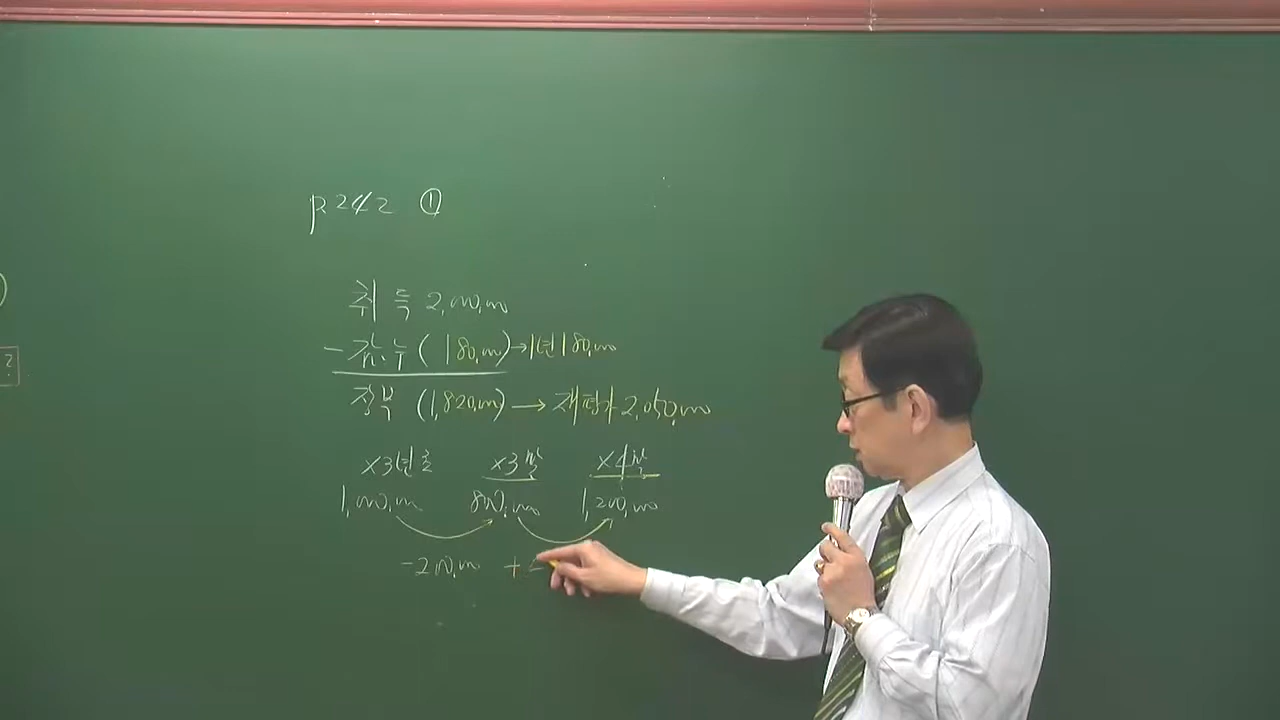 p242 ①
취득 2,000,000
- 감.누 (180,000) → 1년 180,000
장부 (1,820,000) → 재평가 2,050,000
x3년초 x3말 x4말
1,000,000 800,000 1,200,000
-200,000 +
?